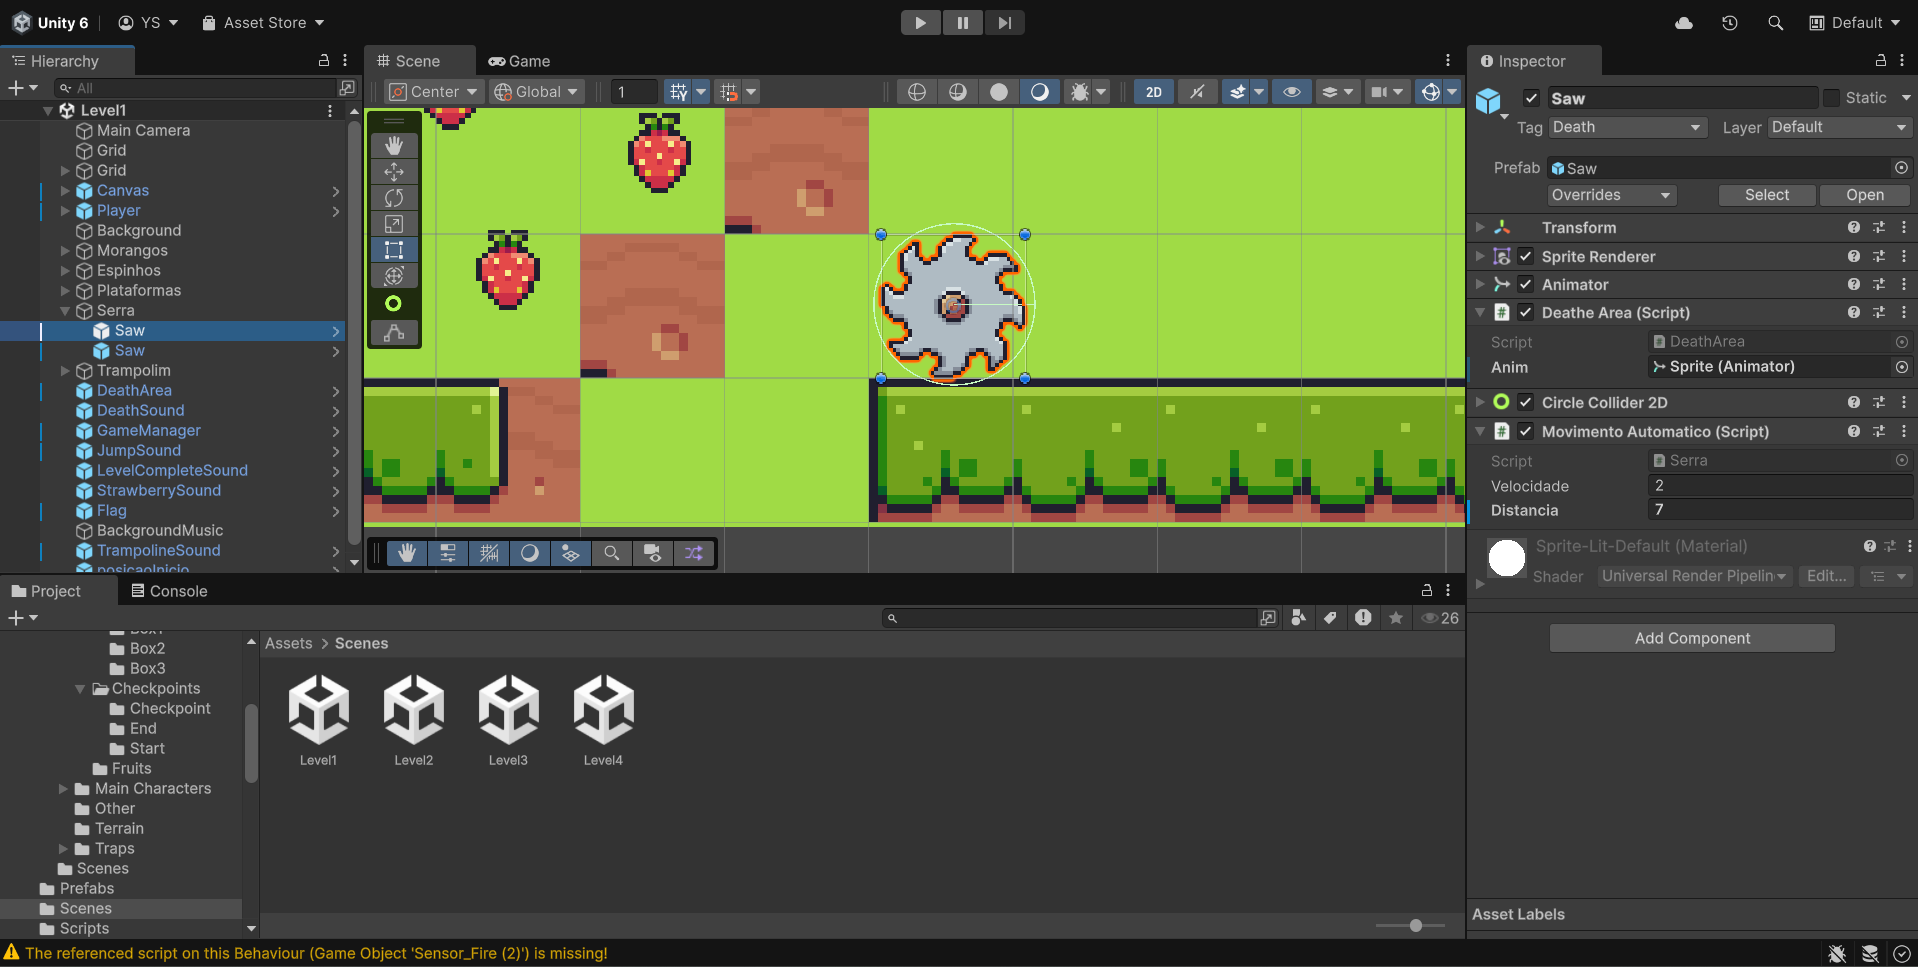 Unity 6
YS
Asset Store
Default
Hierarchy
All
Level1
Main Camera
Grid
Grid
Canvas
Player
Background
Morangos
Espinhos
Plataformas
Serra
Saw
Saw
Trampolim
DeathArea
DeathSound
GameManager
JumpSound
LevelCompleteSound
StrawberrySound
Flag
BackgroundMusic
TrampolineSound
posicaoInicio
Scene
Game
Center
Global
1
2D
Inspector
Saw
Static
Tag
Death
Layer
Default
Prefab
Saw
Overrides
Select
Open
Transform
Sprite Renderer
Animator
Deathe Area (Script)
Script
DeathArea
Anim
Sprite (Animator)
Circle Collider 2D
Movimento Automatico (Script)
Script
Serra
Velocidade
2
Distancia
7
Sprite-Lit-Default (Material)
Shader
Universal Render Pipelin
Edit...
Add Component
Asset Labels
Project
Console
26
Box1
Box2
Box3
Checkpoints
Checkpoint
End
Start
Fruits
Main Characters
Other
Terrain
Traps
Scenes
Prefabs
Scenes
Scripts
Assets > Scenes
Level1
Level2
Level3
Level4
The referenced script on this Behaviour (Game Object 'Sensor_Fire (2)') is missing!